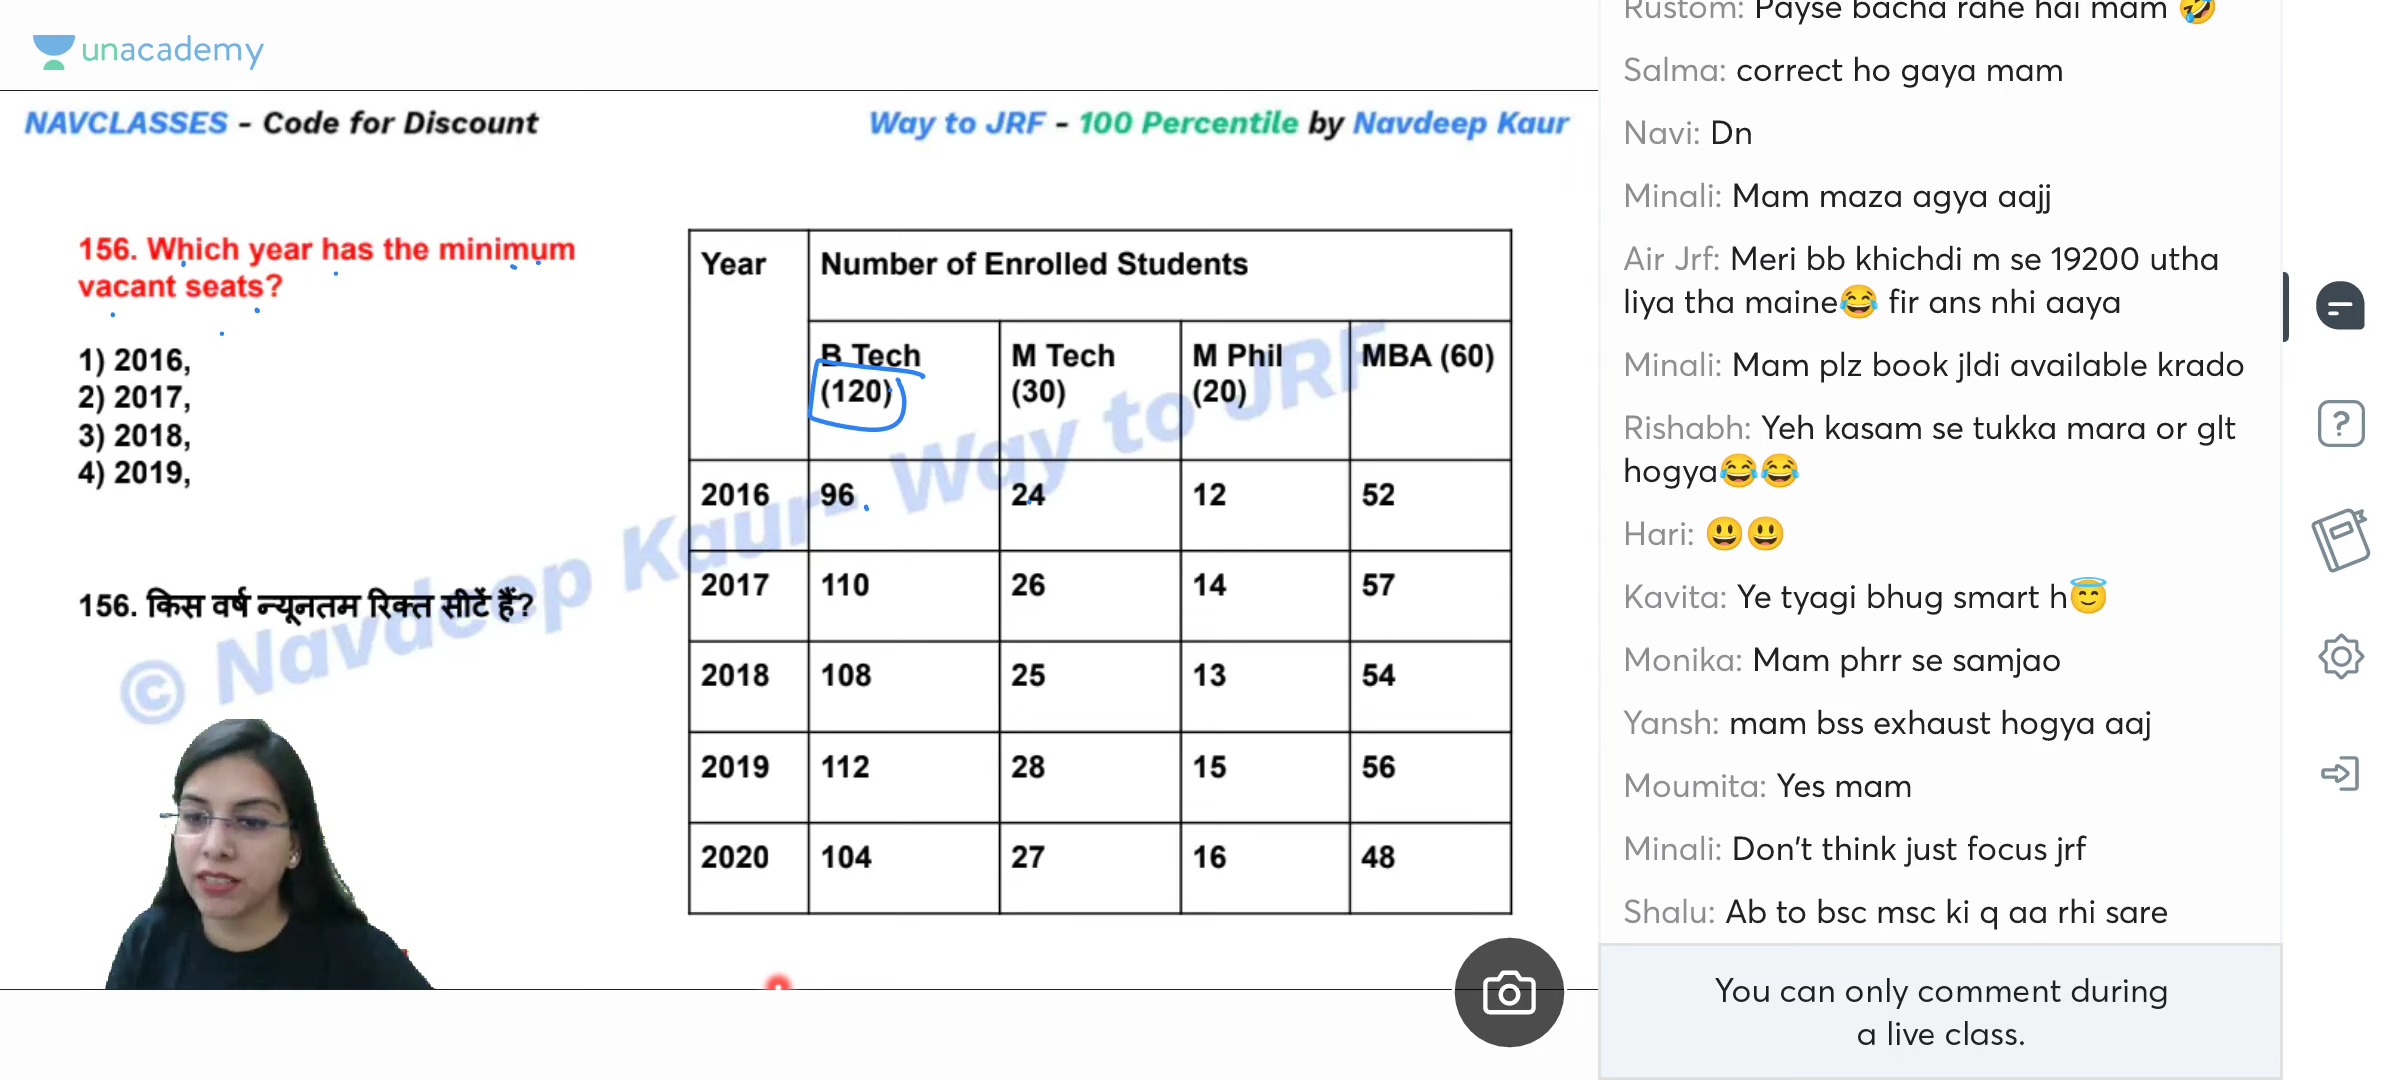 unacademy
NAVCLASSES - Code for Discount
Way to JRF - 100 Percentile by Navdeep Kaur
156. Which year has the minimum
vacant seats?
1) 2016,
2) 2017,
3) 2018,
4) 2019,
156. किस वर्ष न्यूनतम रिक्त सीटें हैं?
Year Number of Enrolled Students
B Tech (120) M Tech (30) M Phil (20) MBA (60)
2016 96 24 12 52
2017 110 26 14 57
2018 108 25 13 54
2019 112 28 15 56
2020 104 27 16 48
© Navdeep Kaur- Way to JRF
Rustom: Payse bacha rahe hai mam 🤣
Salma: correct ho gaya mam
Navi: Dn
Minali: Mam maza agya aajj
Air Jrf: Meri bb khichdi m se 19200 utha
liya tha maine😂 fir ans nhi aaya
Minali: Mam plz book jldi available krado
Rishabh: Yeh kasam se tukka mara or glt
hogya😂😂
Hari: 😃😃
Kavita: Ye tyagi bhug smart h😇
Monika: Mam phrr se samjao
Yansh: mam bss exhaust hogya aaj
Moumita: Yes mam
Minali: Don't think just focus jrf
Shalu: Ab to bsc msc ki q aa rhi sare
You can only comment during
a live class.